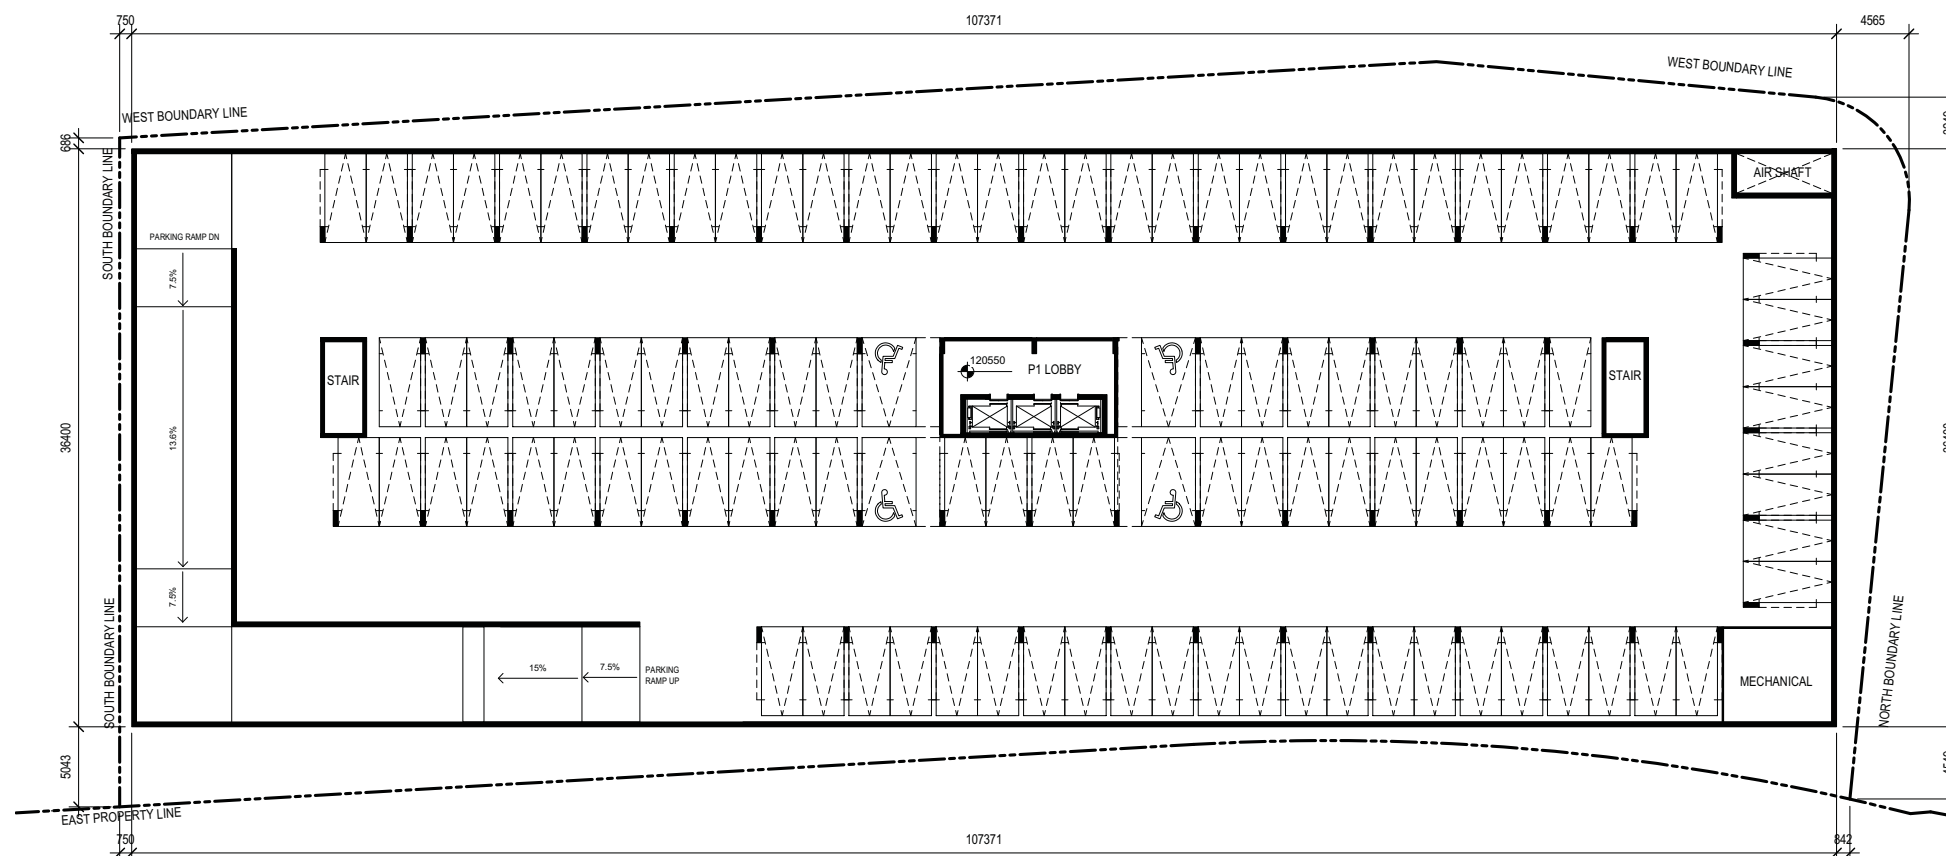 750
107371
4565
WEST BOUNDARY LINE
WEST BOUNDARY LINE
686
SOUTH BOUNDARY LINE
AIR SHAFT
PARKING RAMP DN
7.5%
120550
P1 LOBBY
STAIR
STAIR
13.6%
36400
7.5%
SOUTH BOUNDARY LINE
15%
7.5%
PARKING
RAMP UP
MECHANICAL
NORTH BOUNDARY LINE
5043
EAST PROPERTY LINE
750
107371
842